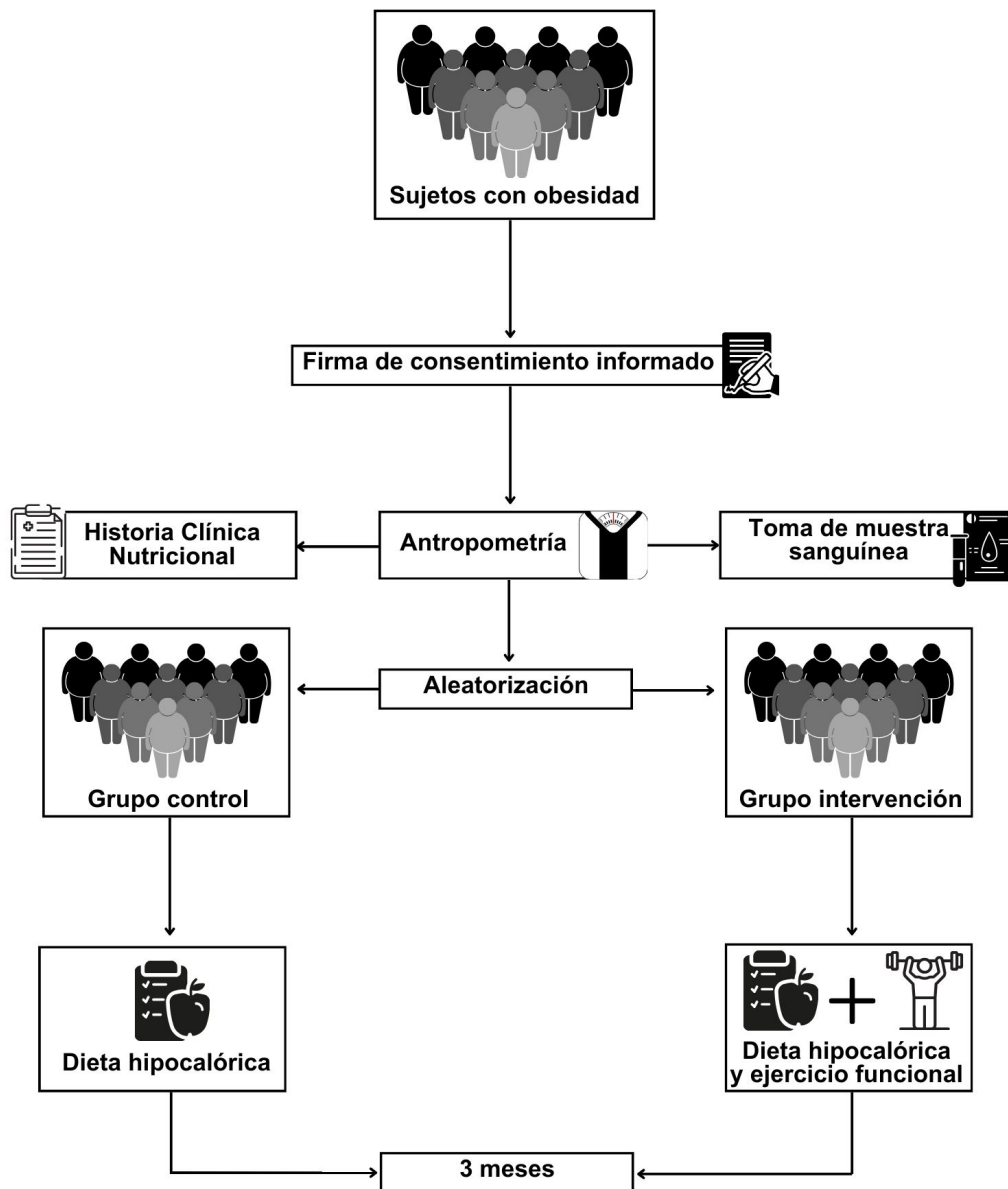 Sujetos con obesidad
Firma de consentimiento informado
Historia Clínica
Nutricional
Antropometría
Toma de muestra
sanguínea
Aleatorización
Grupo control
Grupo intervención
Dieta hipocalórica
Dieta hipocalórica
y ejercicio funcional
3 meses